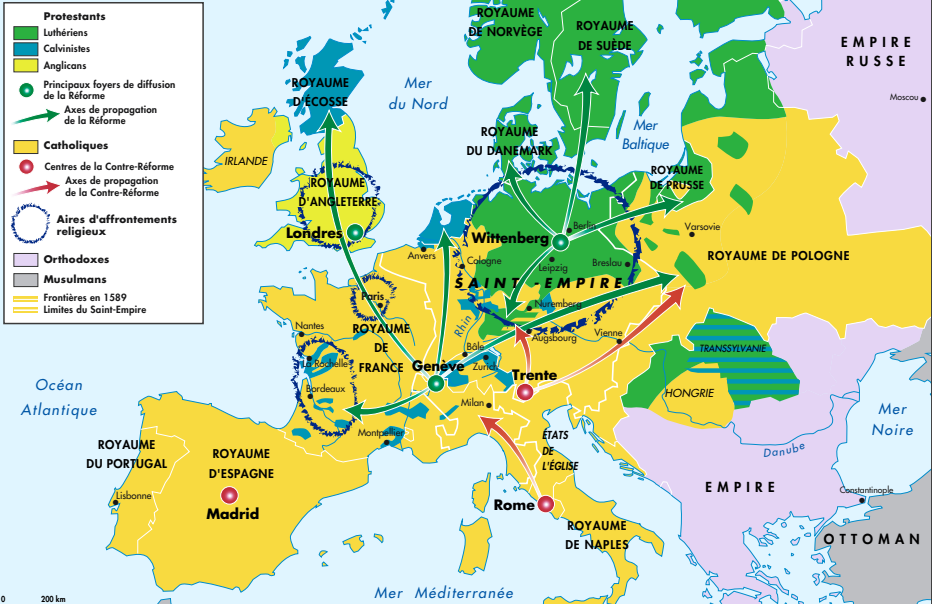 Protestants
Luthériens
Calvinistes
Anglicans
Principaux foyers de diffusion
de la Réforme
Axes de propagation
de la Réforme
Catholiques
Centres de la Contre-Réforme
Axes de propagation
de la Contre-Réforme
Aires d'affrontements
religieux
Orthodoxes
Musulmans
Frontières en 1589
Limites du Saint-Empire
ROYAUME
DE NORVÈGE
ROYAUME
DE SUÈDE
EMPIRE
RUSSE
Moscou
ROYAUME
D'ÉCOSSE
Mer
du Nord
Mer
Baltique
IRLANDE
ROYAUME
DU DANEMARK
ROYAUME
DE PRUSSE
ROYAUME
D'ANGLETERRE
Londres
Wittenberg
Berlin
Varsovie
Anvers
Cologne
Leipzig
Breslau
ROYAUME DE POLOGNE
SAINT-EMPIRE
Paris
Nuremberg
Nantes
ROYAUME
DE
FRANCE
Rhin
Augsbourg
Vienne
TRANSSYLVANIE
La Rochelle
Bâle
Genève
Zurich
Trente
Océan
Atlantique
Bordeaux
Milan
HONGRIE
Mer
Noire
Montpellier
ROYAUME
DU PORTUGAL
ROYAUME
D'ESPAGNE
ÉTATS
DE
L'ÉGLISE
Danube
Lisbonne
Madrid
Rome
EMPIRE
Constantinople
ROYAUME
DE NAPLES
OTTOMAN
Mer Méditerranée
0 200 km